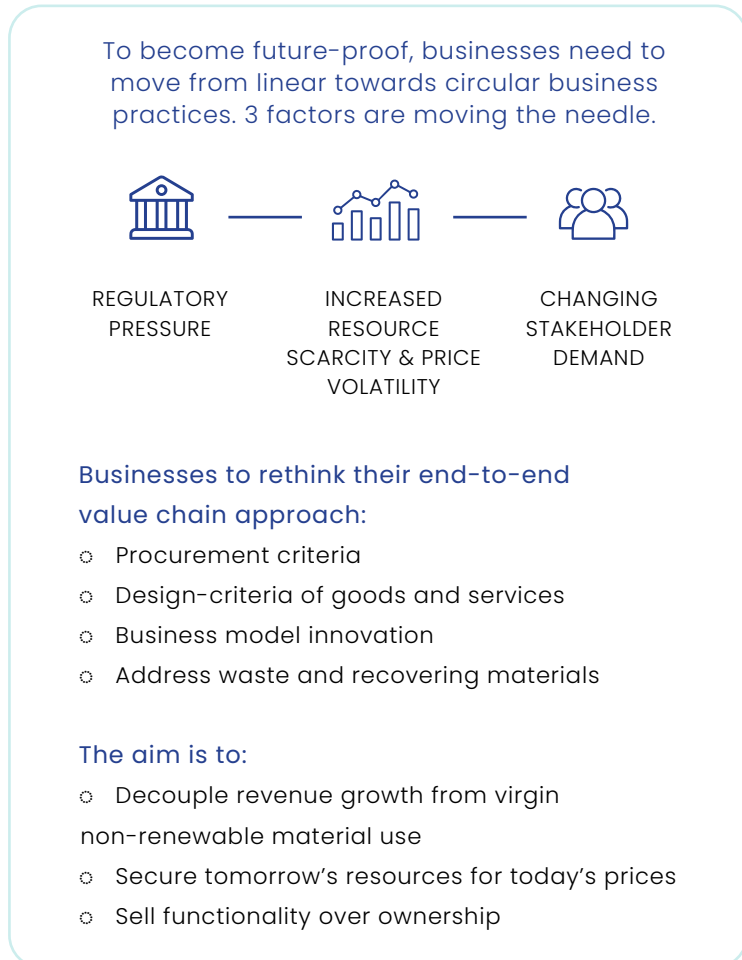 To become future-proof, businesses need to
move from linear towards circular business
practices. 3 factors are moving the needle.
REGULATORY
PRESSURE
INCREASED
RESOURCE
SCARCITY & PRICE
VOLATILITY
CHANGING
STAKEHOLDER
DEMAND
Businesses to rethink their end-to-end
value chain approach:
Procurement criteria
Design-criteria of goods and services
Business model innovation
Address waste and recovering materials
The aim is to:
Decouple revenue growth from virgin
non-renewable material use
Secure tomorrow’s resources for today’s prices
Sell functionality over ownership